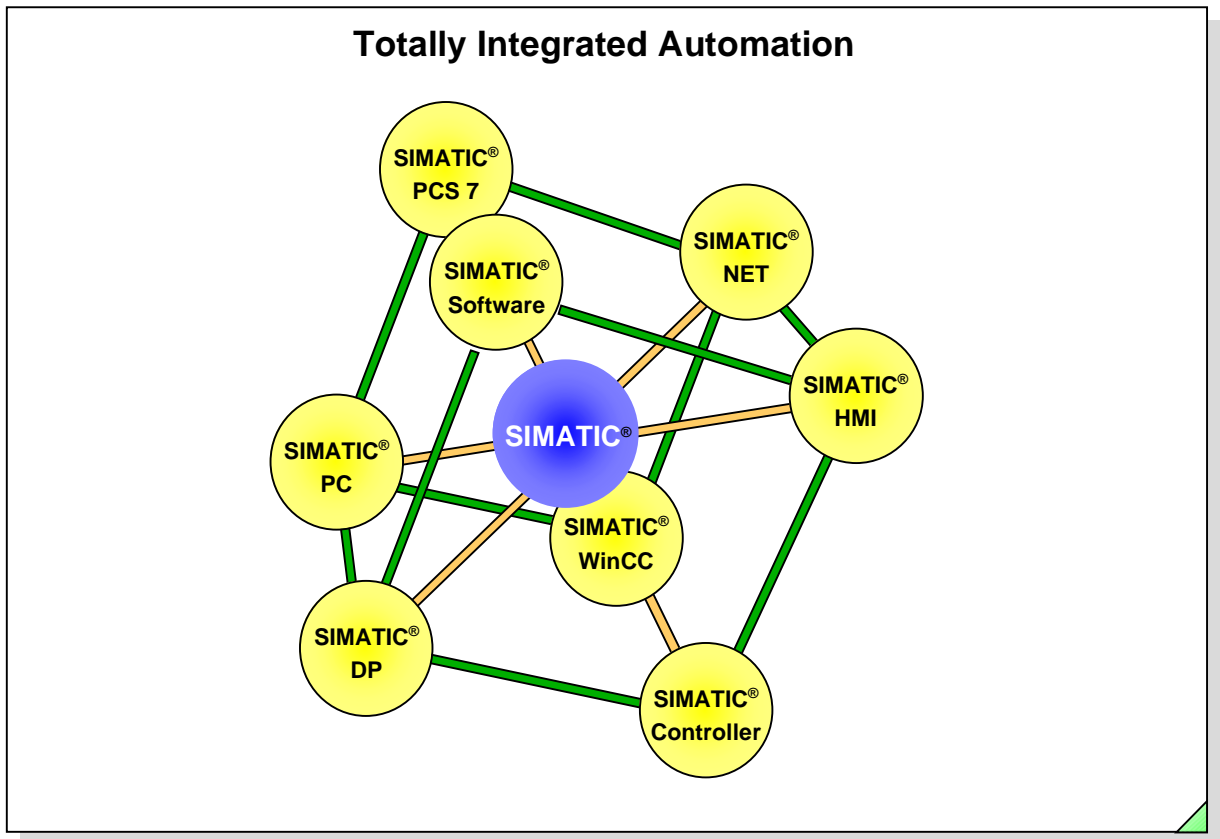 Totally Integrated Automation
SIMATIC®
PCS 7
SIMATIC®
NET
SIMATIC®
Software
SIMATIC®
HMI
SIMATIC®
SIMATIC®
PC
SIMATIC®
WinCC
SIMATIC®
DP
SIMATIC®
Controller